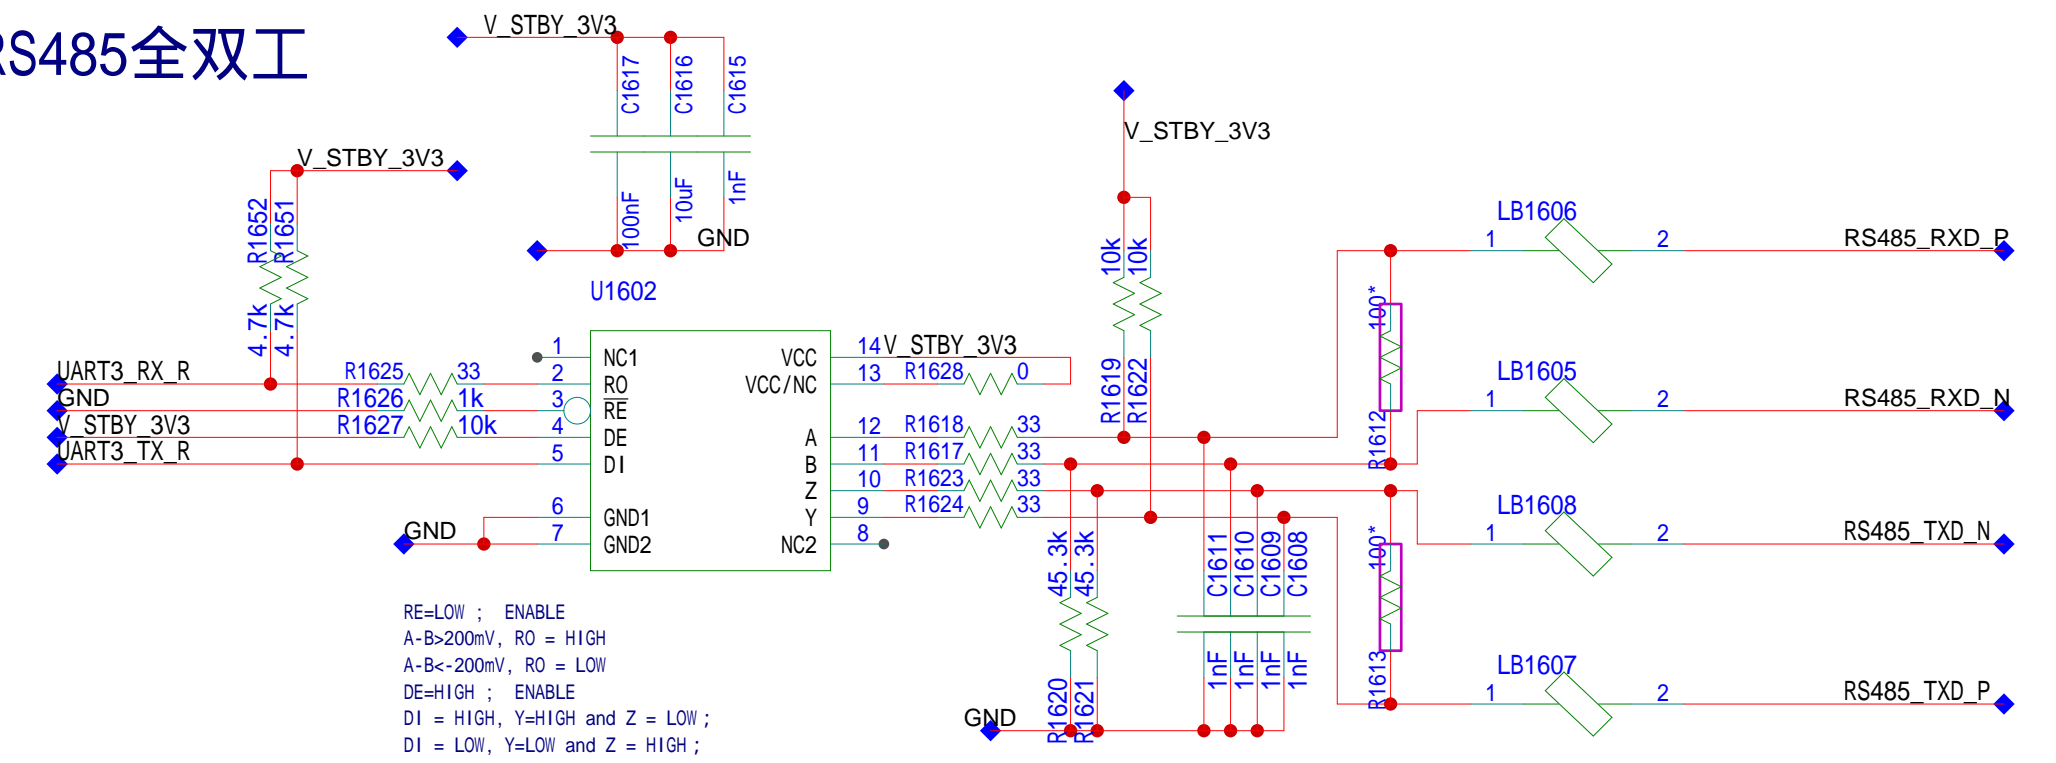 RS485全双工
V_STBY_3V3
C1617
C1616
C1615
100nF
10uF
1nF
GND
V_STBY_3V3
R1652
R1651
4.7k
4.7k
V_STBY_3V3
10k
10k
R1619
R1622
U1602
UART3_RX_R
R1625 33
GND
R1626 1k
V_STBY_3V3
R1627 10k
UART3_TX_R
1 NC1
2 RO
3 RE
4 DE
5 DI
6 GND1
7 GND2
GND
VCC 14 V_STBY_3V3
VCC/NC 13 R1628 0
A 12 R1618 33
B 11 R1617 33
Z 10 R1623 33
Y 9 R1624 33
NC2 8
45.3k
45.3k
R1620
R1621
GND
C1611
C1610
C1609
C1608
1nF
1nF
1nF
1nF
100*
R1612
100*
R1613
LB1606
1 2 RS485_RXD_P
LB1605
1 2 RS485_RXD_N
LB1608
1 2 RS485_TXD_N
LB1607
1 2 RS485_TXD_P
RE=LOW ; ENABLE
A-B>200mV, RO = HIGH
A-B<-200mV, RO = LOW
DE=HIGH ; ENABLE
DI = HIGH, Y=HIGH and Z = LOW ;
DI = LOW, Y=LOW and Z = HIGH ;